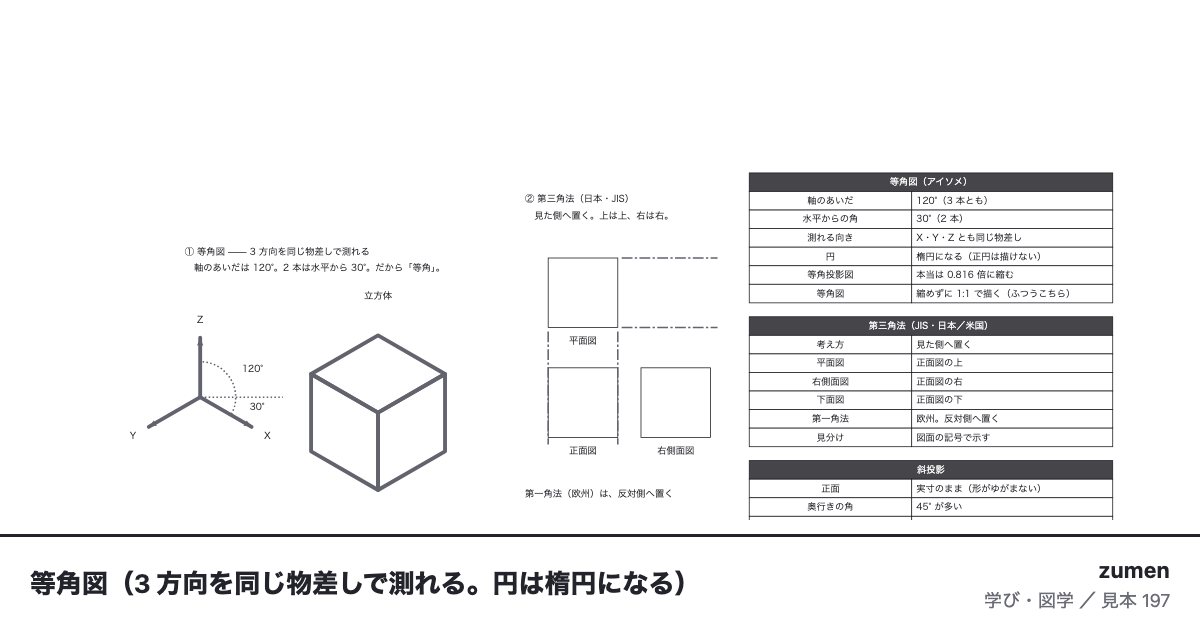 ① 等角図 —— 3 方向を同じ物差しで測れる
軸のあいだは 120°。2 本は水平から 30°。だから「等角」。
立方体
Z
120°
30°
Y
X
② 第三角法（日本・JIS）
見た側へ置く。上は上、右は右。
平面図
正面図
右側面図
第一角法（欧州）は、反対側へ置く
等角図（アイソメ）
軸のあいだ 120°（3 本とも）
水平からの角 30°（2 本）
測れる向き X・Y・Z とも同じ物差し
円 楕円になる（正円は描けない）
等角投影図 本当は 0.816 倍に縮む
等角図 縮めずに 1:1 で描く（ふつうこちら）
第三角法（JIS・日本／米国）
考え方 見た側へ置く
平面図 正面図の上
右側面図 正面図の右
下面図 正面図の下
第一角法 欧州。反対側へ置く
見分け 図面の記号で示す
斜投影
正面 実寸のまま（形がゆがまない）
奥行きの角 45° が多い
等角図（3 方向を同じ物差しで測れる。円は楕円になる）
zumen
学び・図学 ／ 見本 197